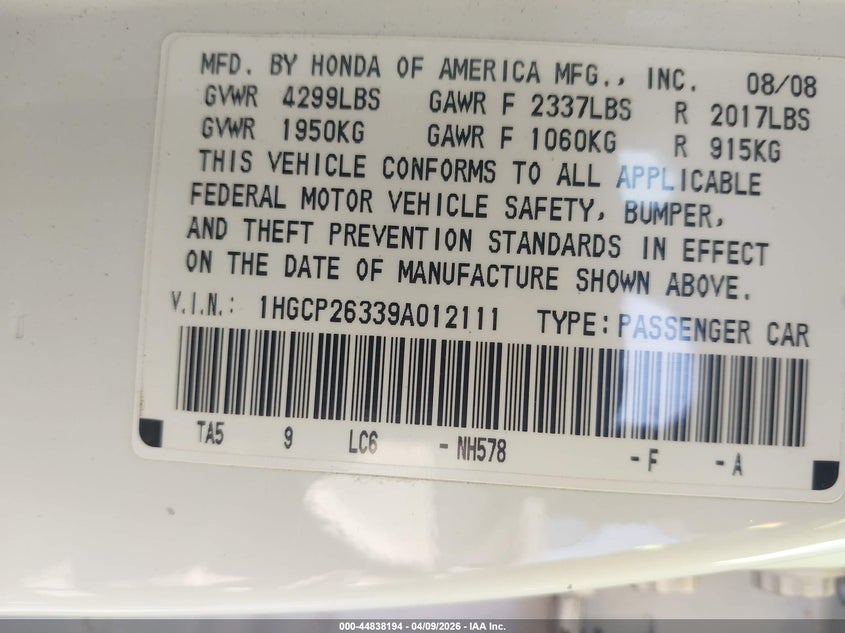 MFD. BY HONDA OF AMERICA MFG., INC. 08/08
GVWR 4299LBS GAWR F 2337LBS R 2017LBS
GVWR 1950KG GAWR F 1060KG R 915KG
THIS VEHICLE CONFORMS TO ALL APPLICABLE
FEDERAL MOTOR VEHICLE SAFETY, BUMPER,
AND THEFT PREVENTION STANDARDS IN EFFECT
ON THE DATE OF MANUFACTURE SHOWN ABOVE.
V.I.N.: 1HGCP26339A012111 TYPE: PASSENGER CAR
TA5 9 LC6 - NH578 - F - A
000-44838194 - 04/09/2026 - IAA Inc.